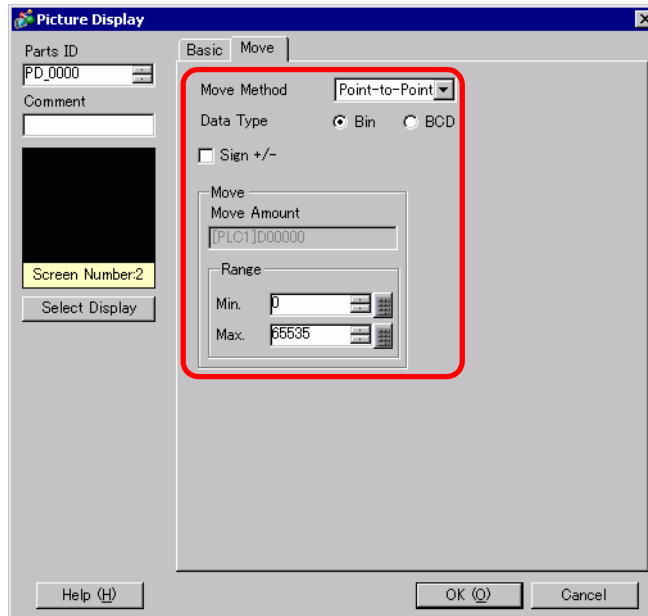 Picture Display
Parts ID
PD_0000
Comment
Screen Number:2
Select Display
Basic Move
Move Method Point-to-Point
Data Type Bin BCD
Sign +/-
Move
Move Amount
[PLC1]D00000
Range
Min. 0
Max. 65535
Help (H) OK (O) Cancel